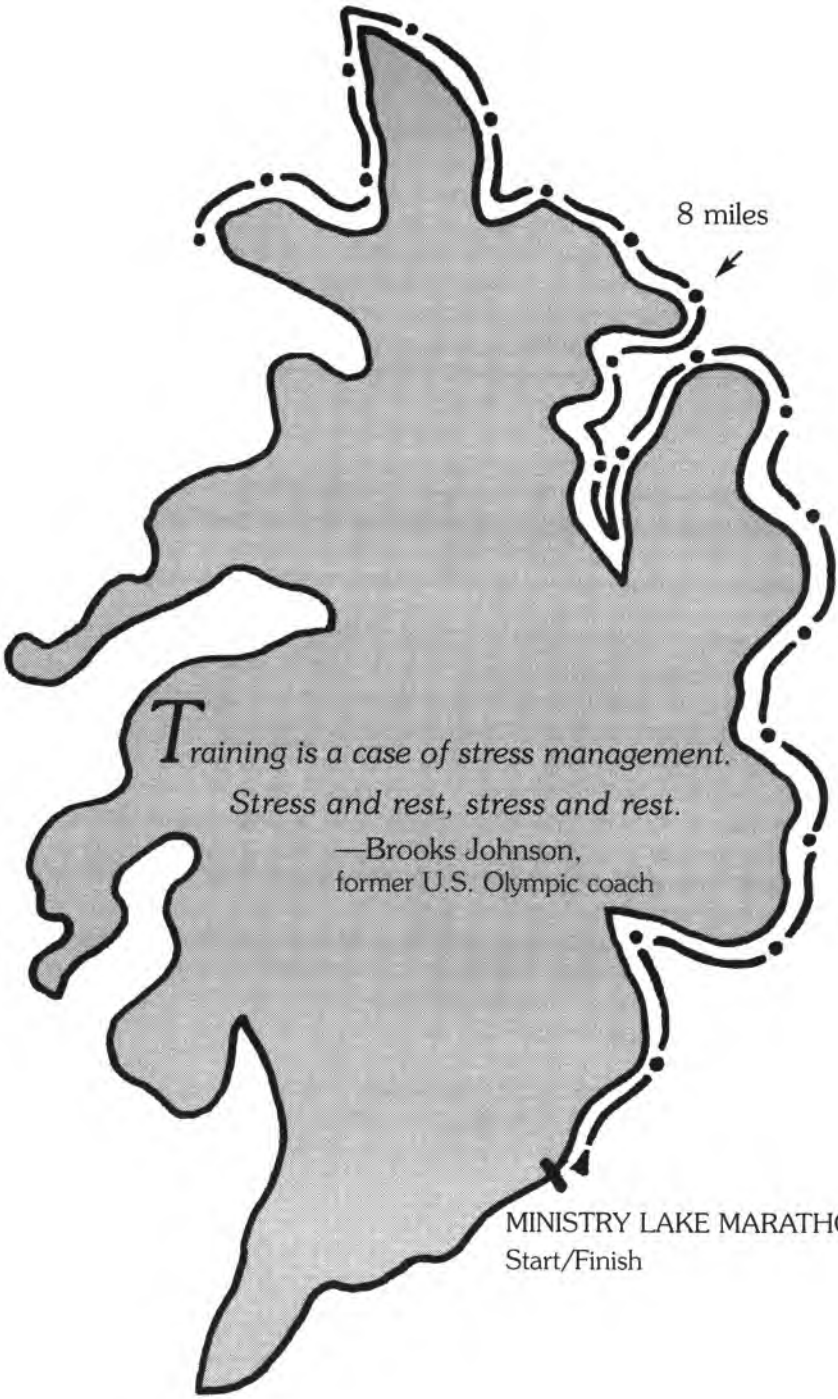 8 miles
Training is a case of stress management.
Stress and rest, stress and rest.
—Brooks Johnson,
former U.S. Olympic coach
MINISTRY LAKE MARATHO
Start/Finish